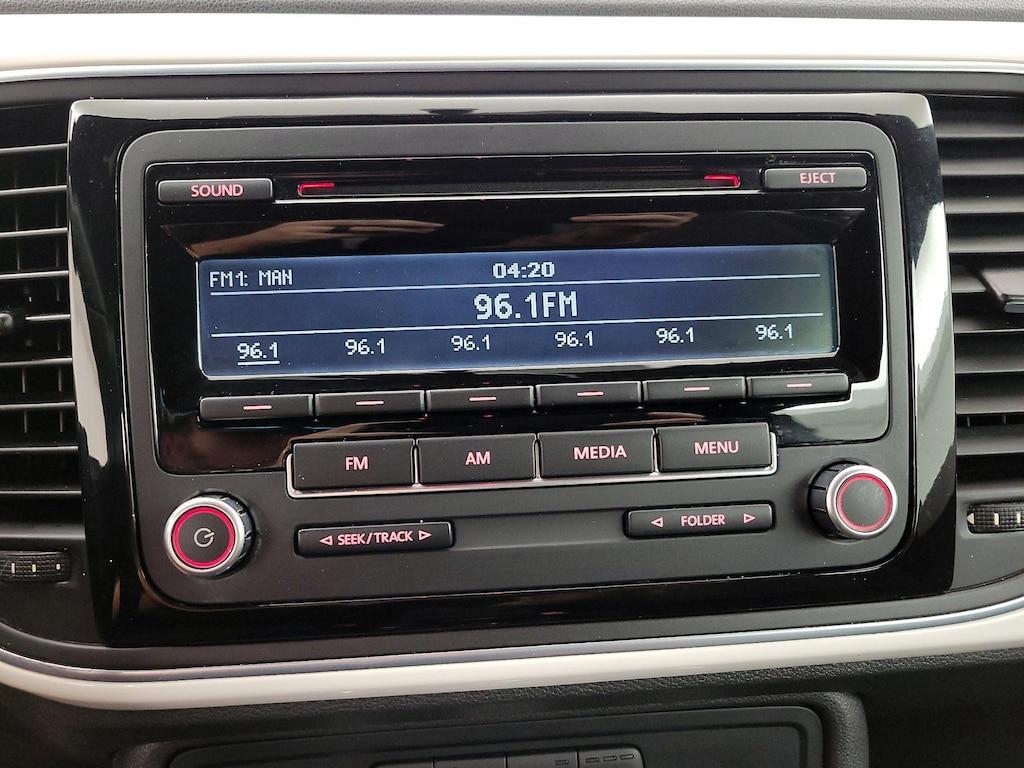 SOUND EJECT
FM1: MAN 04:20
96.1FM
96.1 96.1 96.1 96.1 96.1 96.1
FM AM MEDIA MENU
SEEK/TRACK FOLDER